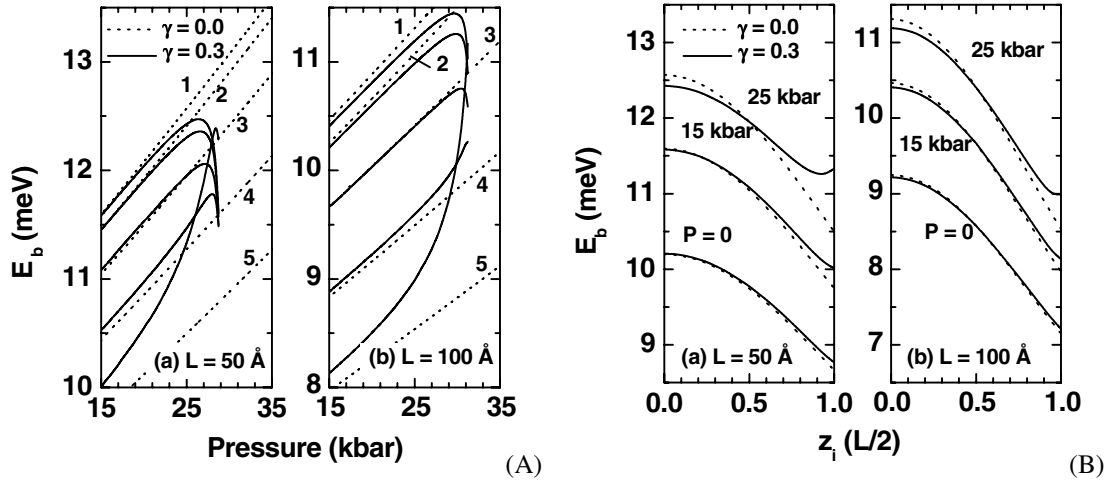 γ = 0.0
γ = 0.3
1
2
3
4
5
(a) L = 50 Å
10
11
12
13
E_b (meV)
15
25
35
1
2
3
4
5
(b) L = 100 Å
8
9
10
11
15
25
35
Pressure (kbar)
(A)
γ = 0.0
γ = 0.3
25 kbar
15 kbar
P = 0
(a) L = 50 Å
9
10
11
12
13
E_b (meV)
0.0
0.5
1.0
25 kbar
15 kbar
P = 0
(b) L = 100 Å
7
8
9
10
11
0.0
0.5
1.0
z_i (L/2)
(B)